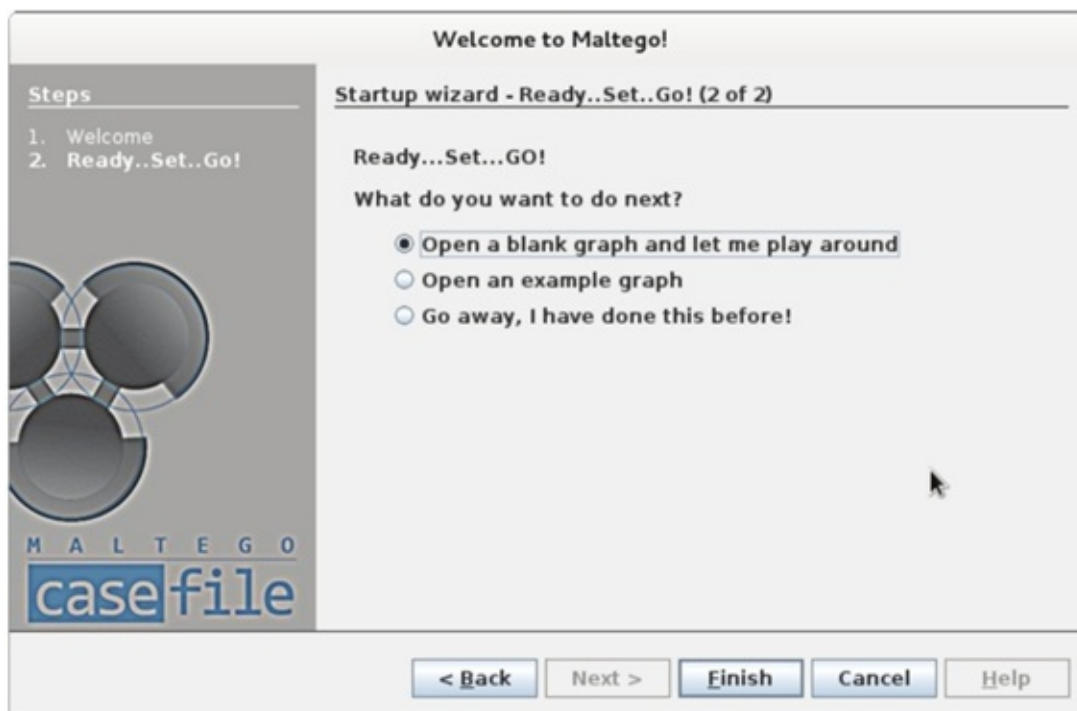 Welcome to Maltego!
Steps
1. Welcome
2. Ready..Set..Go!
MALTEGO
casefile
Startup wizard - Ready..Set..Go! (2 of 2)
Ready...Set...GO!
What do you want to do next?
Open a blank graph and let me play around
Open an example graph
Go away, I have done this before!
< Back
Next >
Finish
Cancel
Help